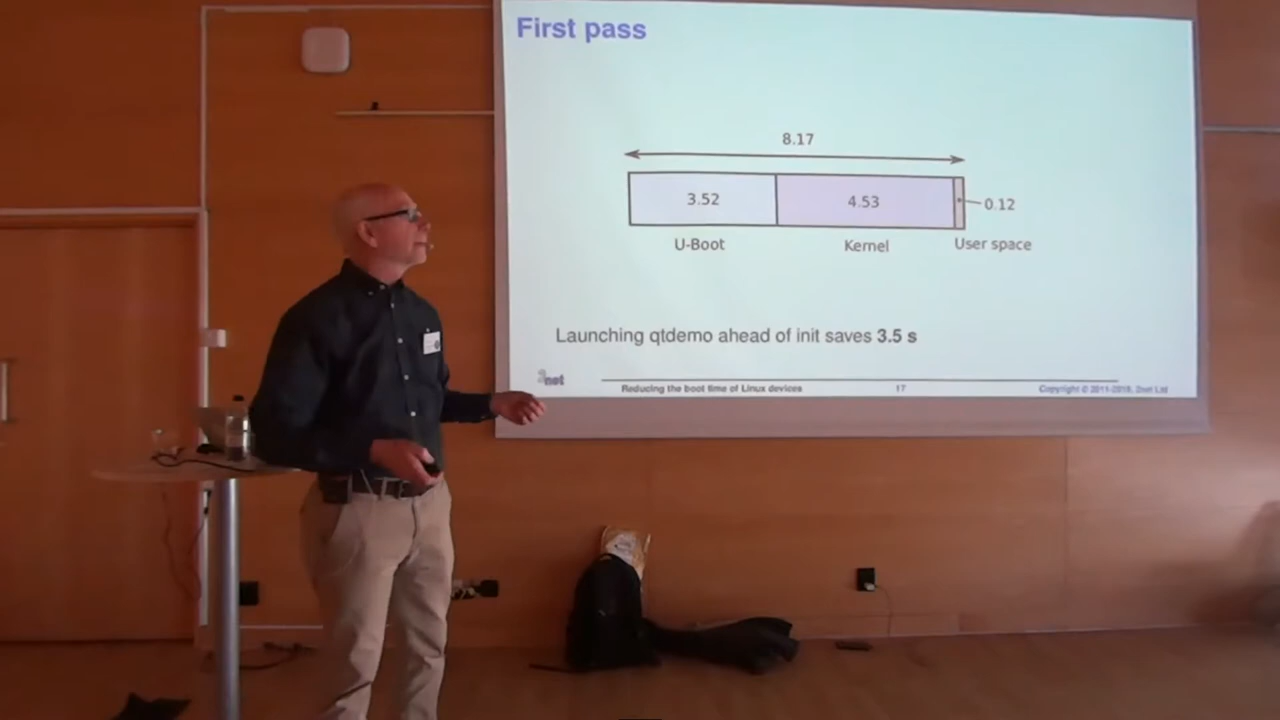 First pass
8.17
3.52
4.53
0.12
U-Boot
Kernel
User space
Launching qtdemo ahead of init saves 3.5 s
2net
Reducing the boot time of Linux devices
17
Copyright © 2011-2019, 2net Ltd